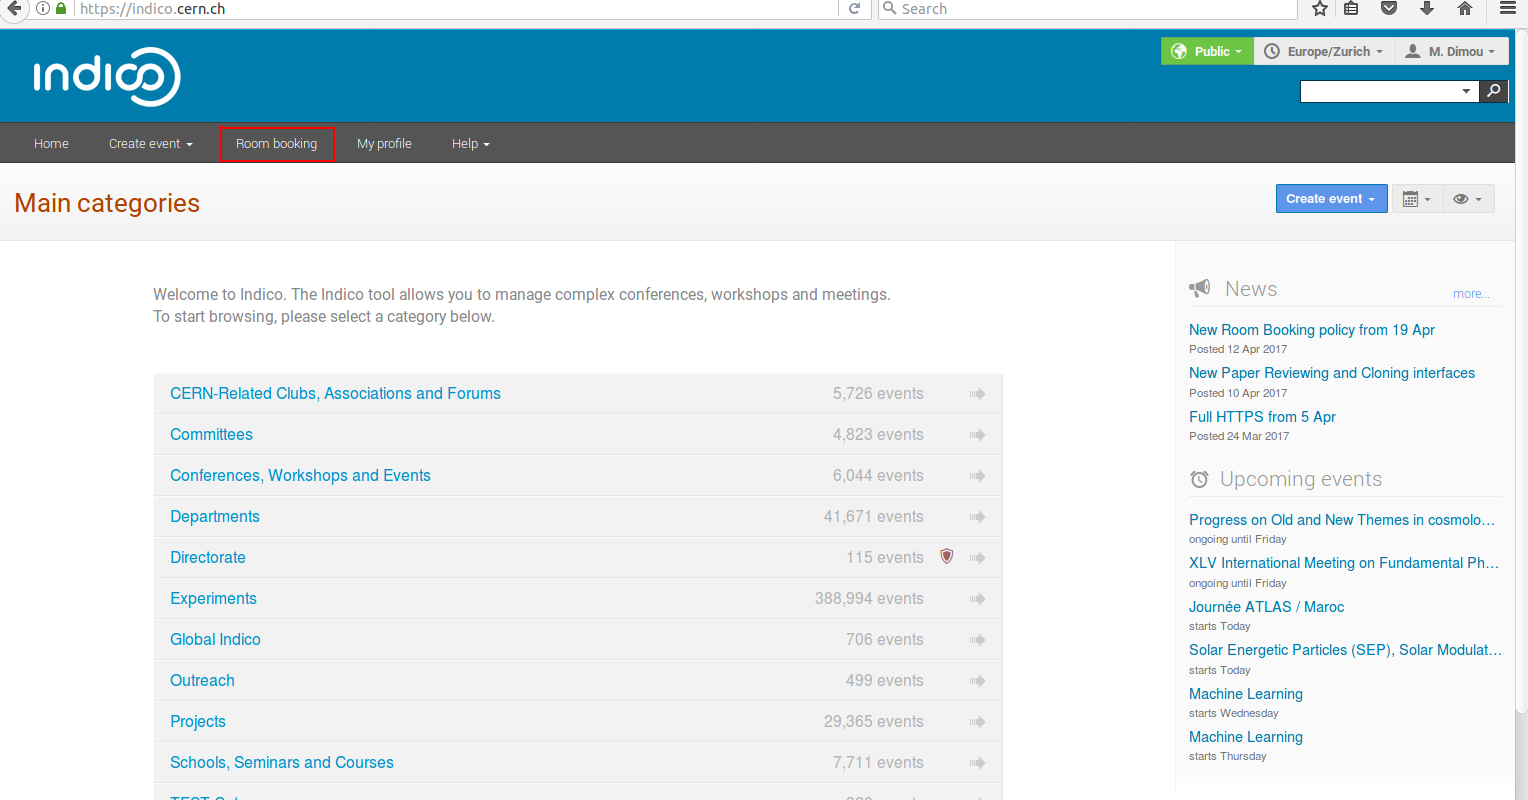 https://indico.cern.ch
Search
indico
Public
Europe/Zurich
M. Dimou
Home
Create event
Room booking
My profile
Help
Main categories
Create event
Welcome to Indico. The Indico tool allows you to manage complex conferences, workshops and meetings.
To start browsing, please select a category below.
CERN-Related Clubs, Associations and Forums 5,726 events
Committees 4,823 events
Conferences, Workshops and Events 6,044 events
Departments 41,671 events
Directorate 115 events
Experiments 388,994 events
Global Indico 706 events
Outreach 499 events
Projects 29,365 events
Schools, Seminars and Courses 7,711 events
News
more...
New Room Booking policy from 19 Apr
Posted 12 Apr 2017
New Paper Reviewing and Cloning interfaces
Posted 10 Apr 2017
Full HTTPS from 5 Apr
Posted 24 Mar 2017
Upcoming events
Progress on Old and New Themes in cosmolo...
ongoing until Friday
XLV International Meeting on Fundamental Ph...
ongoing until Friday
Journée ATLAS / Maroc
starts Today
Solar Energetic Particles (SEP), Solar Modulat...
starts Today
Machine Learning
starts Wednesday
Machine Learning
starts Thursday